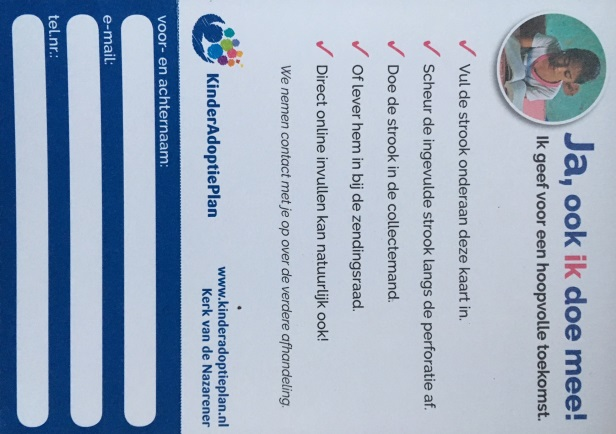 Ja, ook ik doe mee!
Ik geef voor een hoopvolle toekomst.
Vul de strook onderaan deze kaart in.
Scheur de ingevulde strook langs de perforatie af.
Doe de strook in de collectemand.
Of lever hem in bij de zendingsraad.
Direct online invullen kan natuurlijk ook!
We nemen contact met je op over de verdere afhandeling.
KinderAdoptiePlan
www.kinderadoptieplan.nl
Kerk van de Nazarener
voor- en achternaam:
e-mail:
tel.nr.: